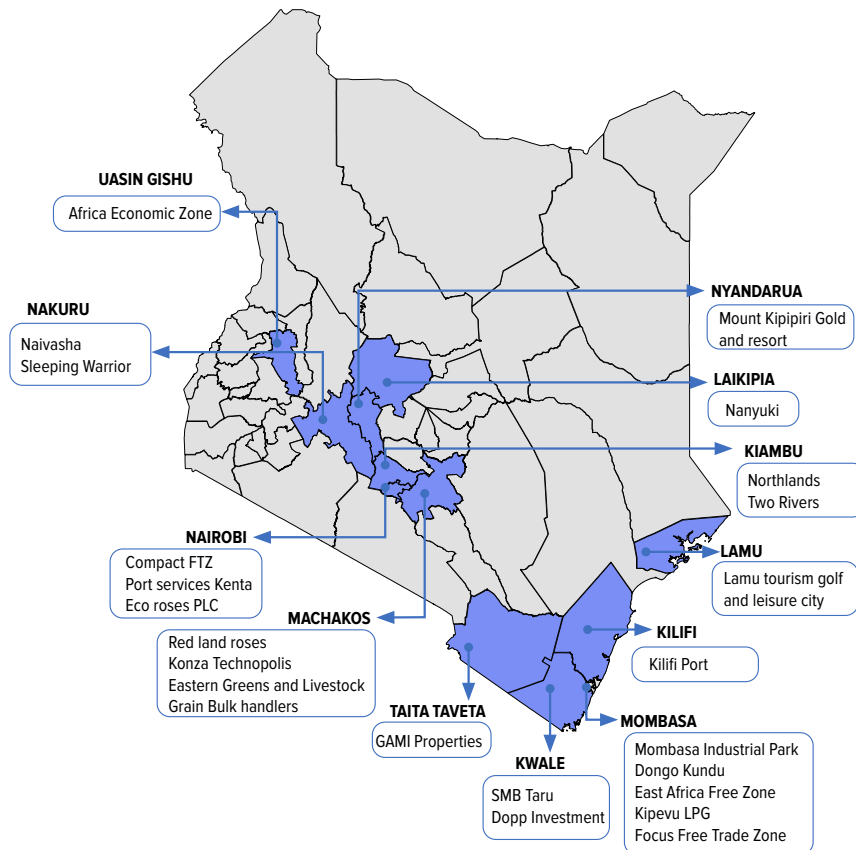 UASIN GISHU
Africa Economic Zone
NAKURU
Naivasha
Sleeping Warrior
NYANDARUA
Mount Kipipiri Gold
and resort
LAIKIPIA
Nanyuki
KIAMBU
Northlands
Two Rivers
NAIROBI
Compact FTZ
Port services Kenta
Eco roses PLC
LAMU
Lamu tourism golf
and leisure city
MACHAKOS
Red land roses
Konza Technopolis
Eastern Greens and Livestock
Grain Bulk handlers
KILIFI
Kilifi Port
TAITA TAVETA
GAMI Properties
KWALE
SMB Taru
Dopp Investment
MOMBASA
Mombasa Industrial Park
Dongo Kundu
East Africa Free Zone
Kipevu LPG
Focus Free Trade Zone